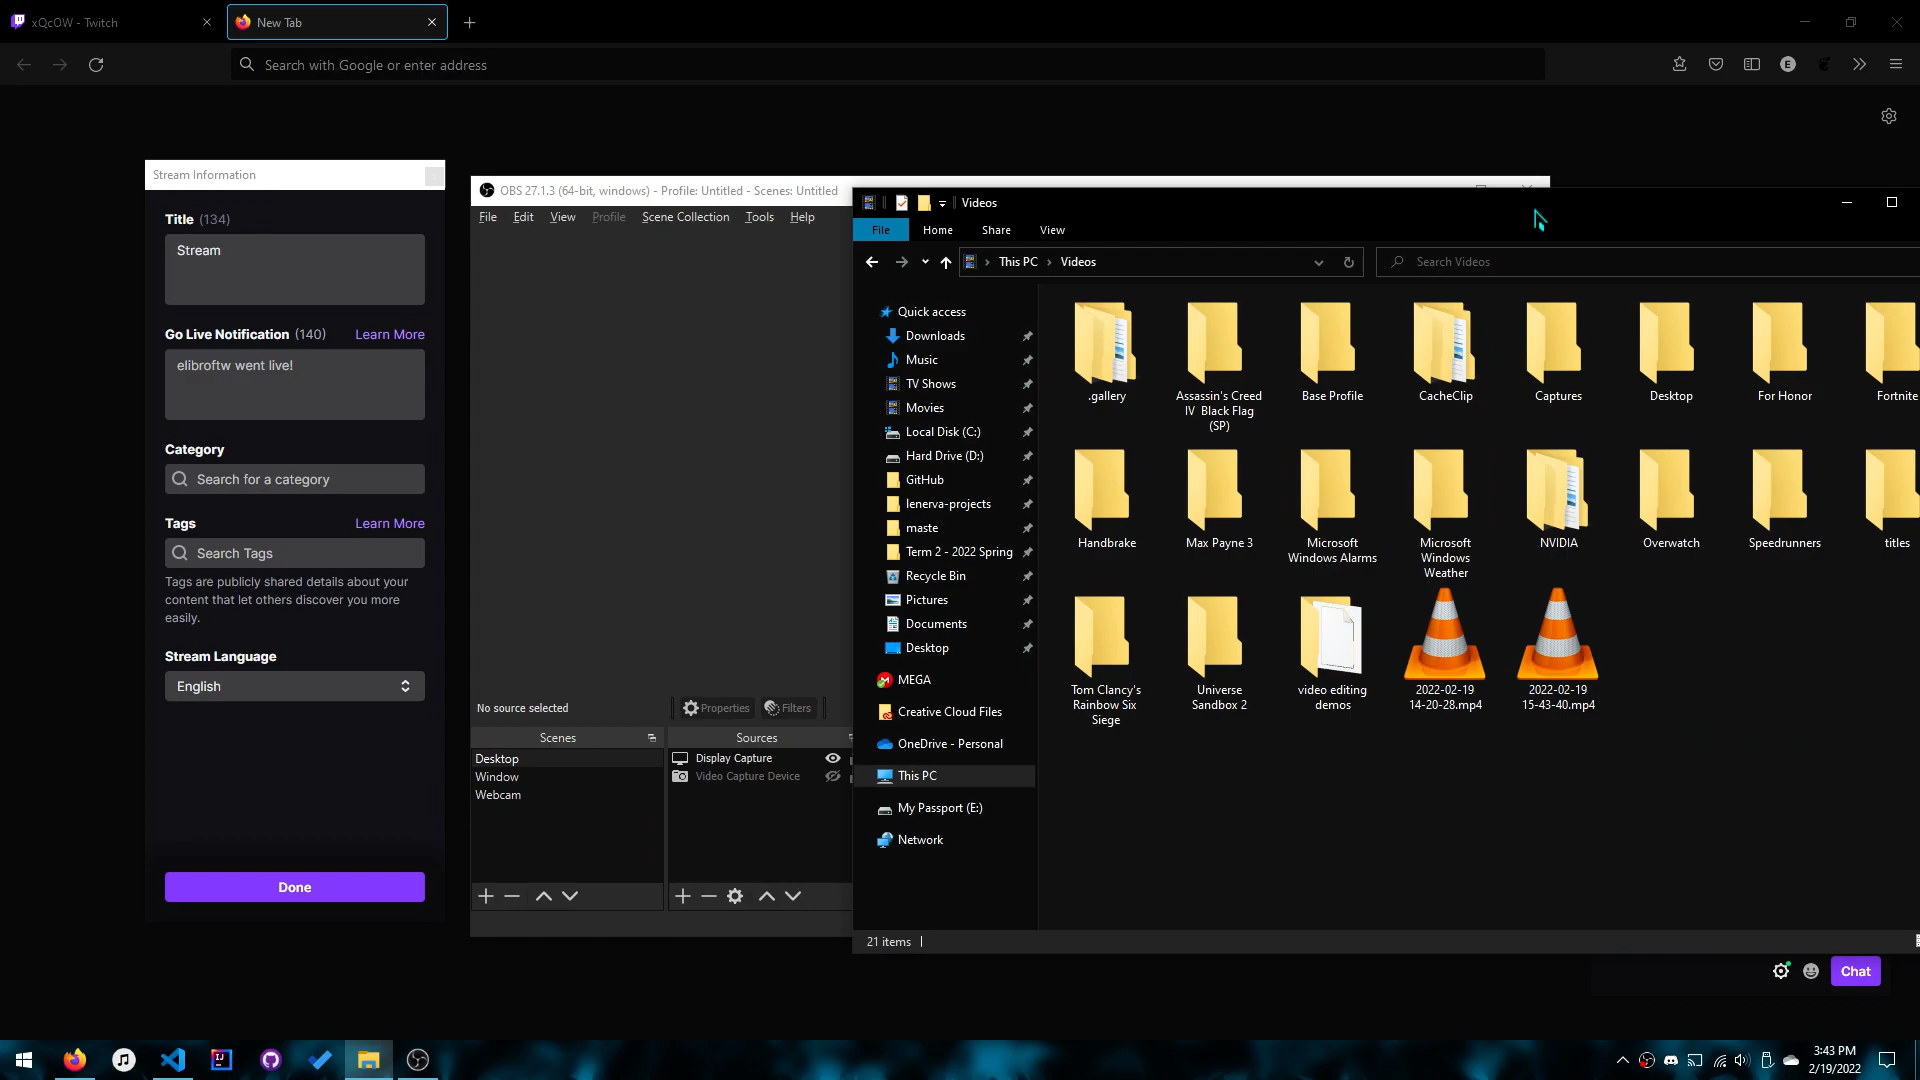 xQcOW - Twitch
New Tab
Search with Google or enter address
E
Stream Information
Title (134)
Stream
Go Live Notification (140) Learn More
elibroftw went live!
Category
Search for a category
Tags Learn More
Search Tags
Tags are publicly shared details about your
content that let others discover you more
easily.
Stream Language
English
Done
OBS 27.1.3 (64-bit, windows) - Profile: Untitled - Scenes: Untitled
File Edit View Profile Scene Collection Tools Help
No source selected
Properties Filters
Scenes
Desktop
Window
Webcam
Sources
Display Capture
Video Capture Device
Videos
File Home Share View
This PC Videos
Search Videos
Quick access
Downloads
Music
TV Shows
Movies
Local Disk (C:)
Hard Drive (D:)
GitHub
lenerva-projects
maste
Term 2 - 2022 Spring
Recycle Bin
Pictures
Documents
Desktop
MEGA
Creative Cloud Files
OneDrive - Personal
This PC
My Passport (E:)
Network
.gallery
Assassin's Creed
IV Black Flag
(SP)
Base Profile
CacheClip
Captures
Desktop
For Honor
Fortnite
Handbrake
Max Payne 3
Microsoft
Windows Alarms
Microsoft
Windows
Weather
NVIDIA
Overwatch
Speedrunners
titles
Tom Clancy's
Rainbow Six
Siege
Universe
Sandbox 2
video editing
demos
2022-02-19
14-20-28.mp4
2022-02-19
15-43-40.mp4
21 items
Chat
3:43 PM
2/19/2022